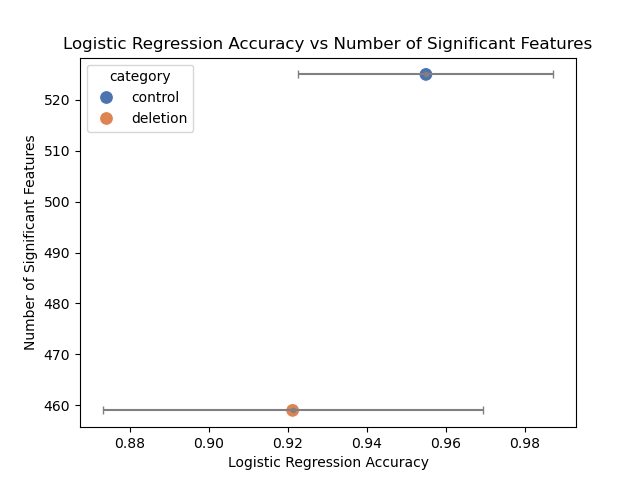 Logistic Regression Accuracy vs Number of Significant Features
category
control
deletion
Number of Significant Features
520
510
500
490
480
470
460
0.88
0.90
0.92
0.94
0.96
0.98
Logistic Regression Accuracy